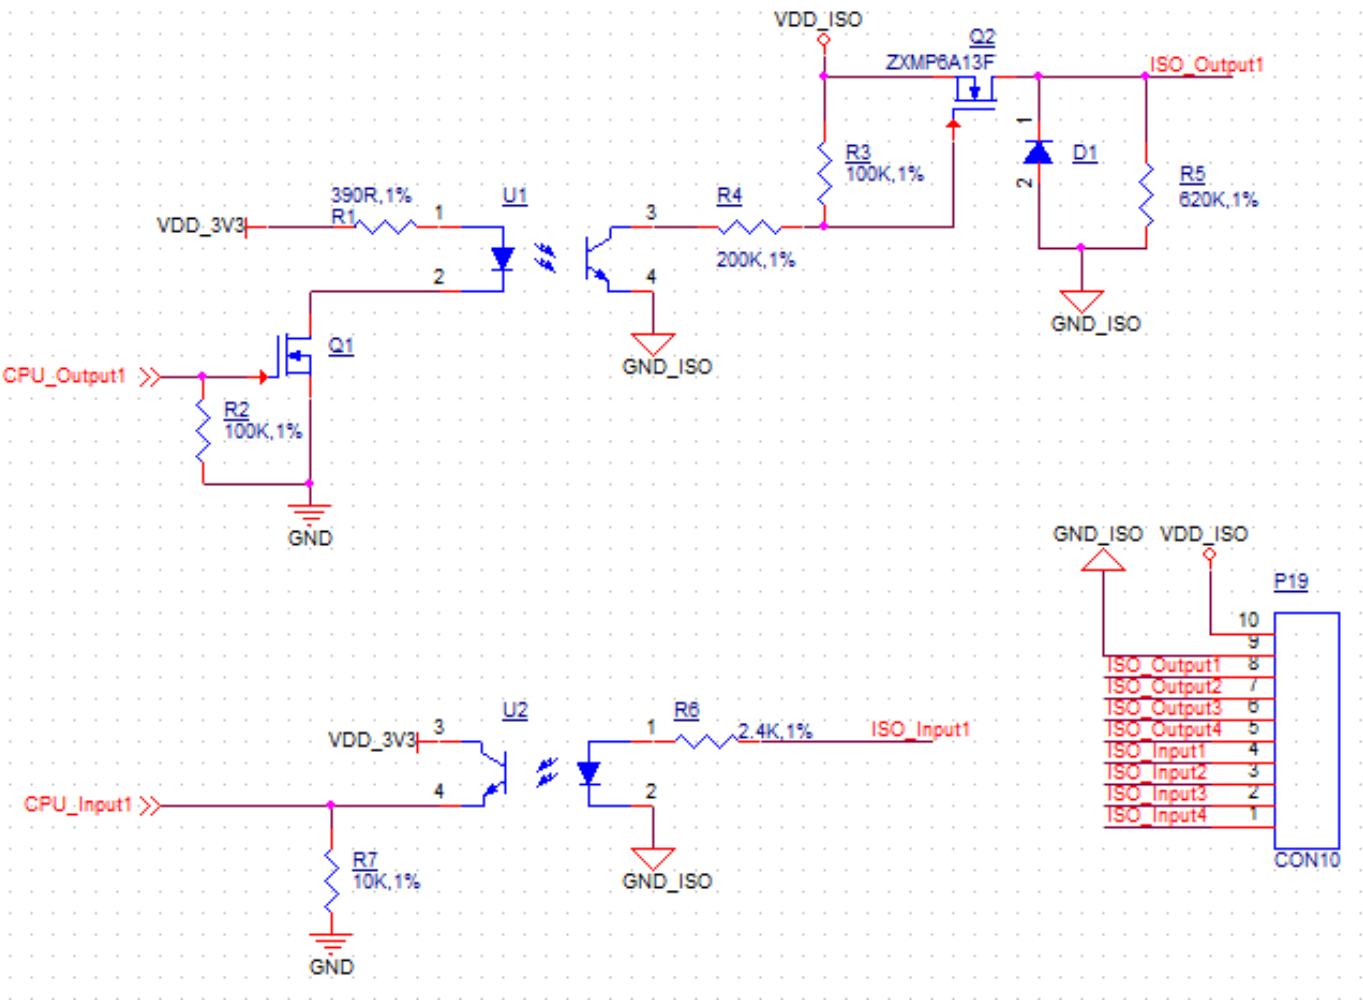 VDD_ISO
Q2
ZXMP6A13F
ISO_Output1
1
D1
2
R3
100K,1%
R5
620K,1%
390R,1%
R1
VDD_3V3
1
U1
3
R4
200K,1%
2
4
GND_ISO
GND_ISO
Q1
CPU_Output1
R2
100K,1%
GND
GND_ISO
VDD_ISO
P19
10
9
ISO_Output1 8
ISO_Output2 7
ISO_Output3 6
ISO_Output4 5
ISO_Input1 4
ISO_Input2 3
ISO_Input3 2
ISO_Input4 1
CON10
U2
3
VDD_3V3
1
R6
2.4K,1%
ISO_Input1
CPU_Input1
4
2
R7
10K,1%
GND_ISO
GND